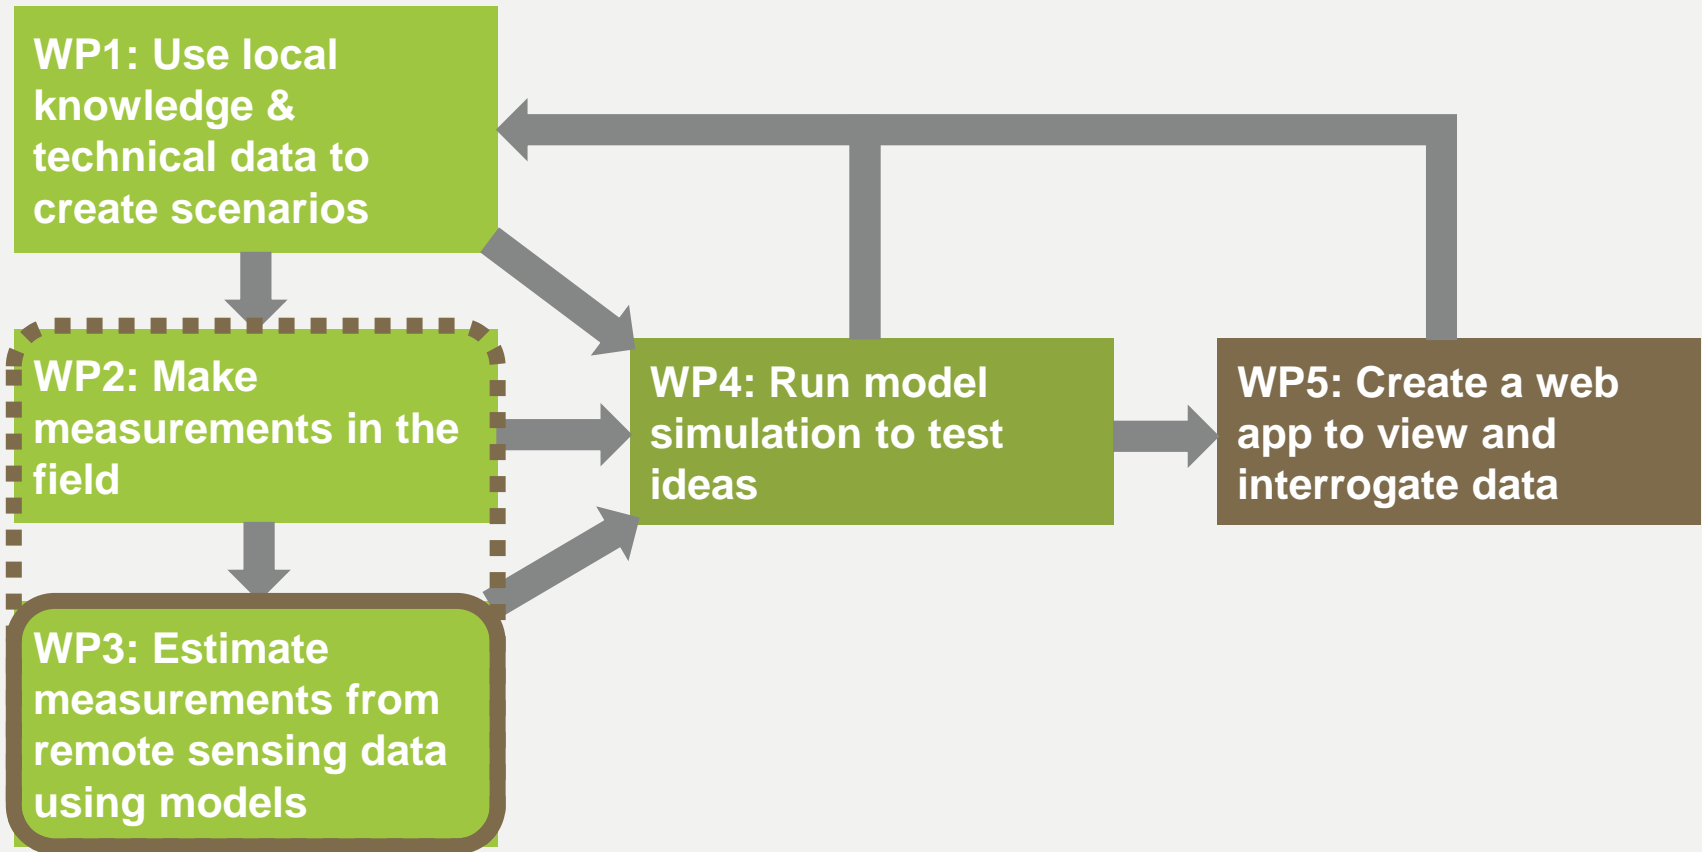 WP1: Use local
knowledge &
technical data to
create scenarios
WP2: Make
measurements in the
field
WP3: Estimate
measurements from
remote sensing data
using models
WP4: Run model
simulation to test
ideas
WP5: Create a web
app to view and
interrogate data